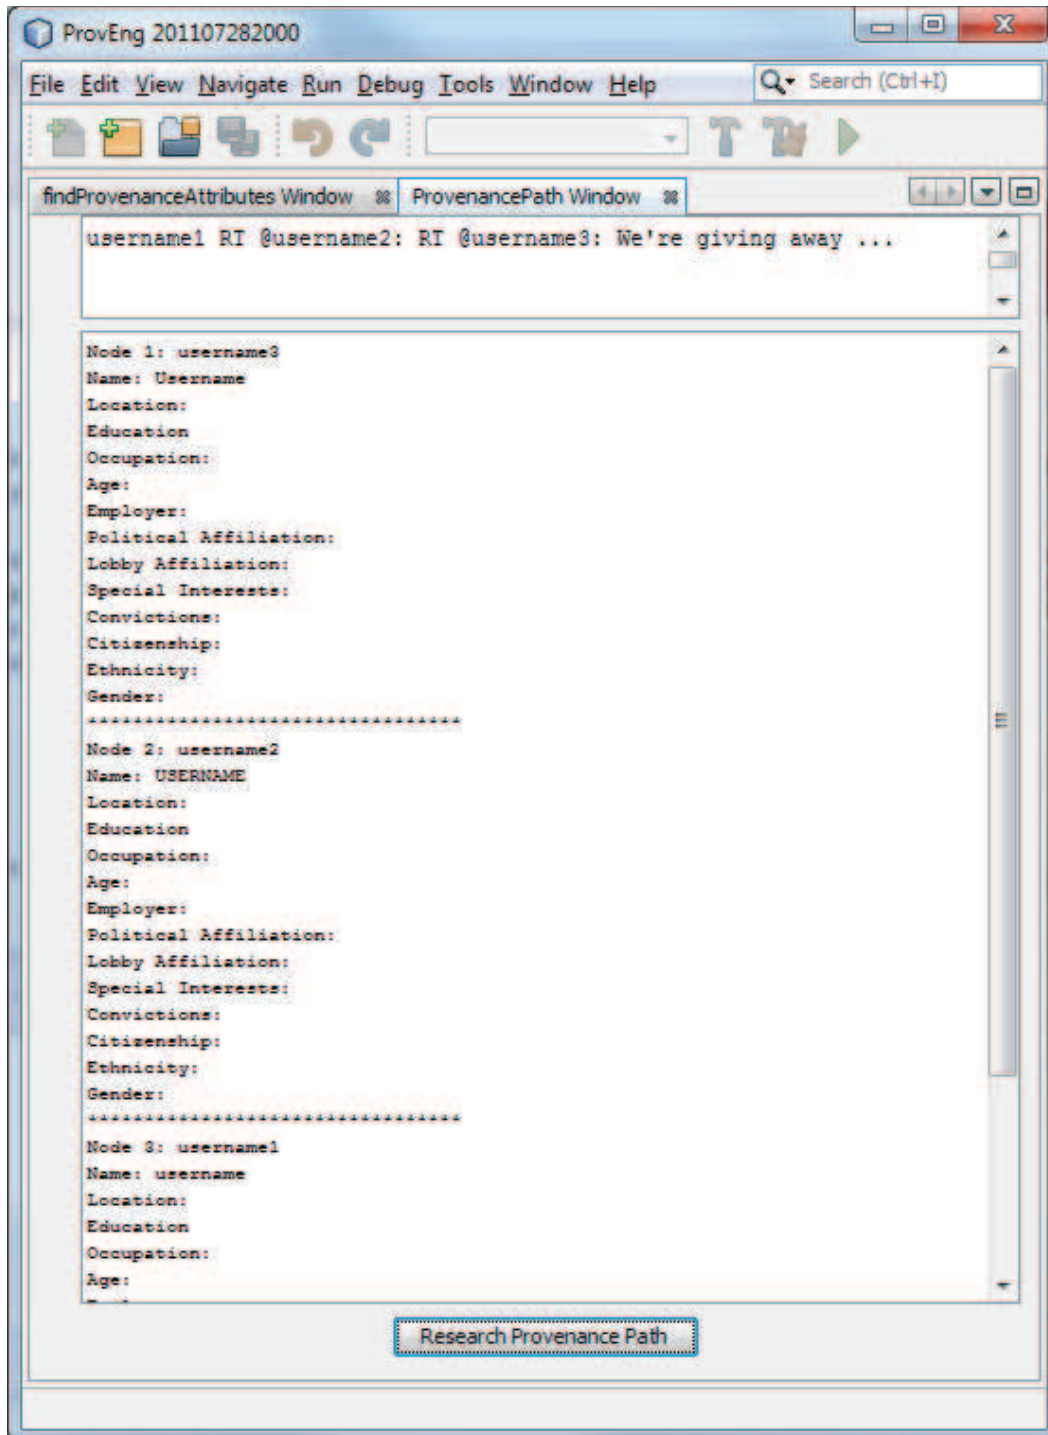 ProvEng 201107282000
File Edit View Navigate Run Debug Tools Window Help Search (Ctrl+I)
findProvenanceAttributes Window ProvenancePath Window
username1 RT @username2: RT @username3: We're giving away ...
Node 1: username3
Name: Username
Location:
Education
Occupation:
Age:
Employer:
Political Affiliation:
Lobby Affiliation:
Special Interests:
Convictions:
Citizenship:
Ethnicity:
Gender:
*********************************
Node 2: username2
Name: USERNAME
Location:
Education
Occupation:
Age:
Employer:
Political Affiliation:
Lobby Affiliation:
Special Interests:
Convictions:
Citizenship:
Ethnicity:
Gender:
*********************************
Node 3: username1
Name: username
Location:
Education
Occupation:
Age:
Research Provenance Path